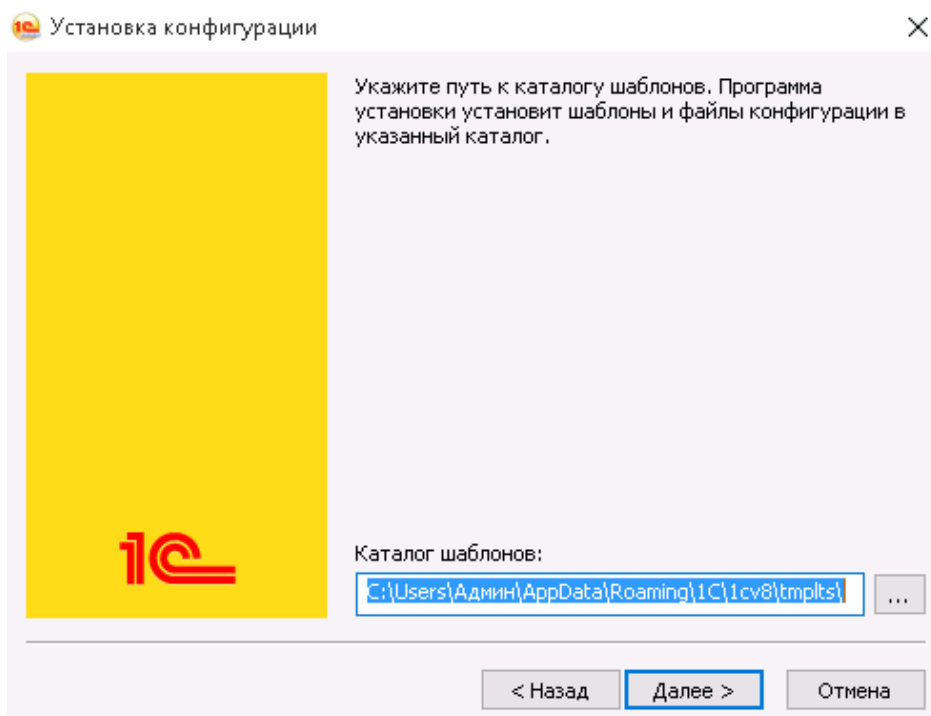 1С Установка конфигурации
Укажите путь к каталогу шаблонов. Программа
установки установит шаблоны и файлы конфигурации в
указанный каталог.
1С
Каталог шаблонов:
C:\Users\Админ\AppData\Roaming\1C\1cv8\tmplts\
...
< Назад
Далее >
Отмена